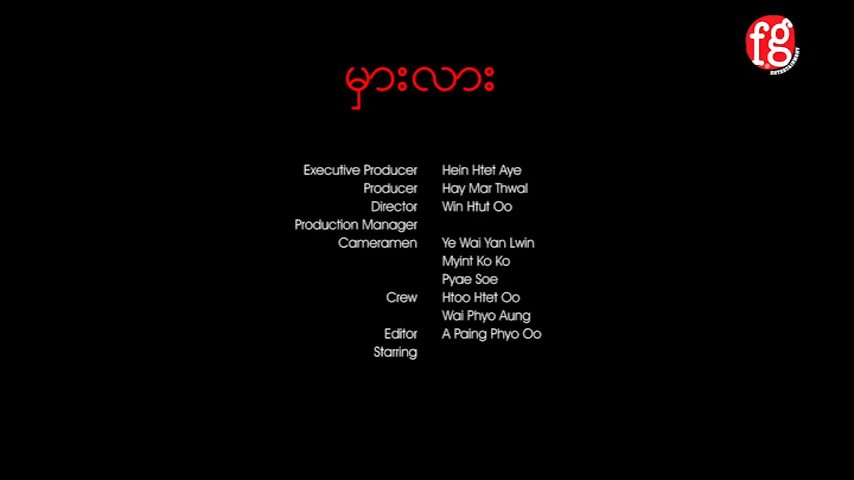 fg
ENTERTAINMENT
မှားလား
Executive Producer Hein Htet Aye
Producer Hay Mar Thwal
Director Win Htut Oo
Production Manager
Cameramen Ye Wai Yan Lwin
Myint Ko Ko
Pyae Soe
Crew Htoo Htet Oo
Wai Phyo Aung
Editor A Paing Phyo Oo
Starring